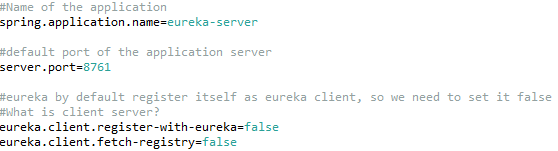 #Name of the application
spring.application.name=eureka-server
#default port of the application server
server.port=8761
#eureka by default register itself as eureka client, so we need to set it false
#What is client server?
eureka.client.register-with-eureka=false
eureka.client.fetch-registry=false